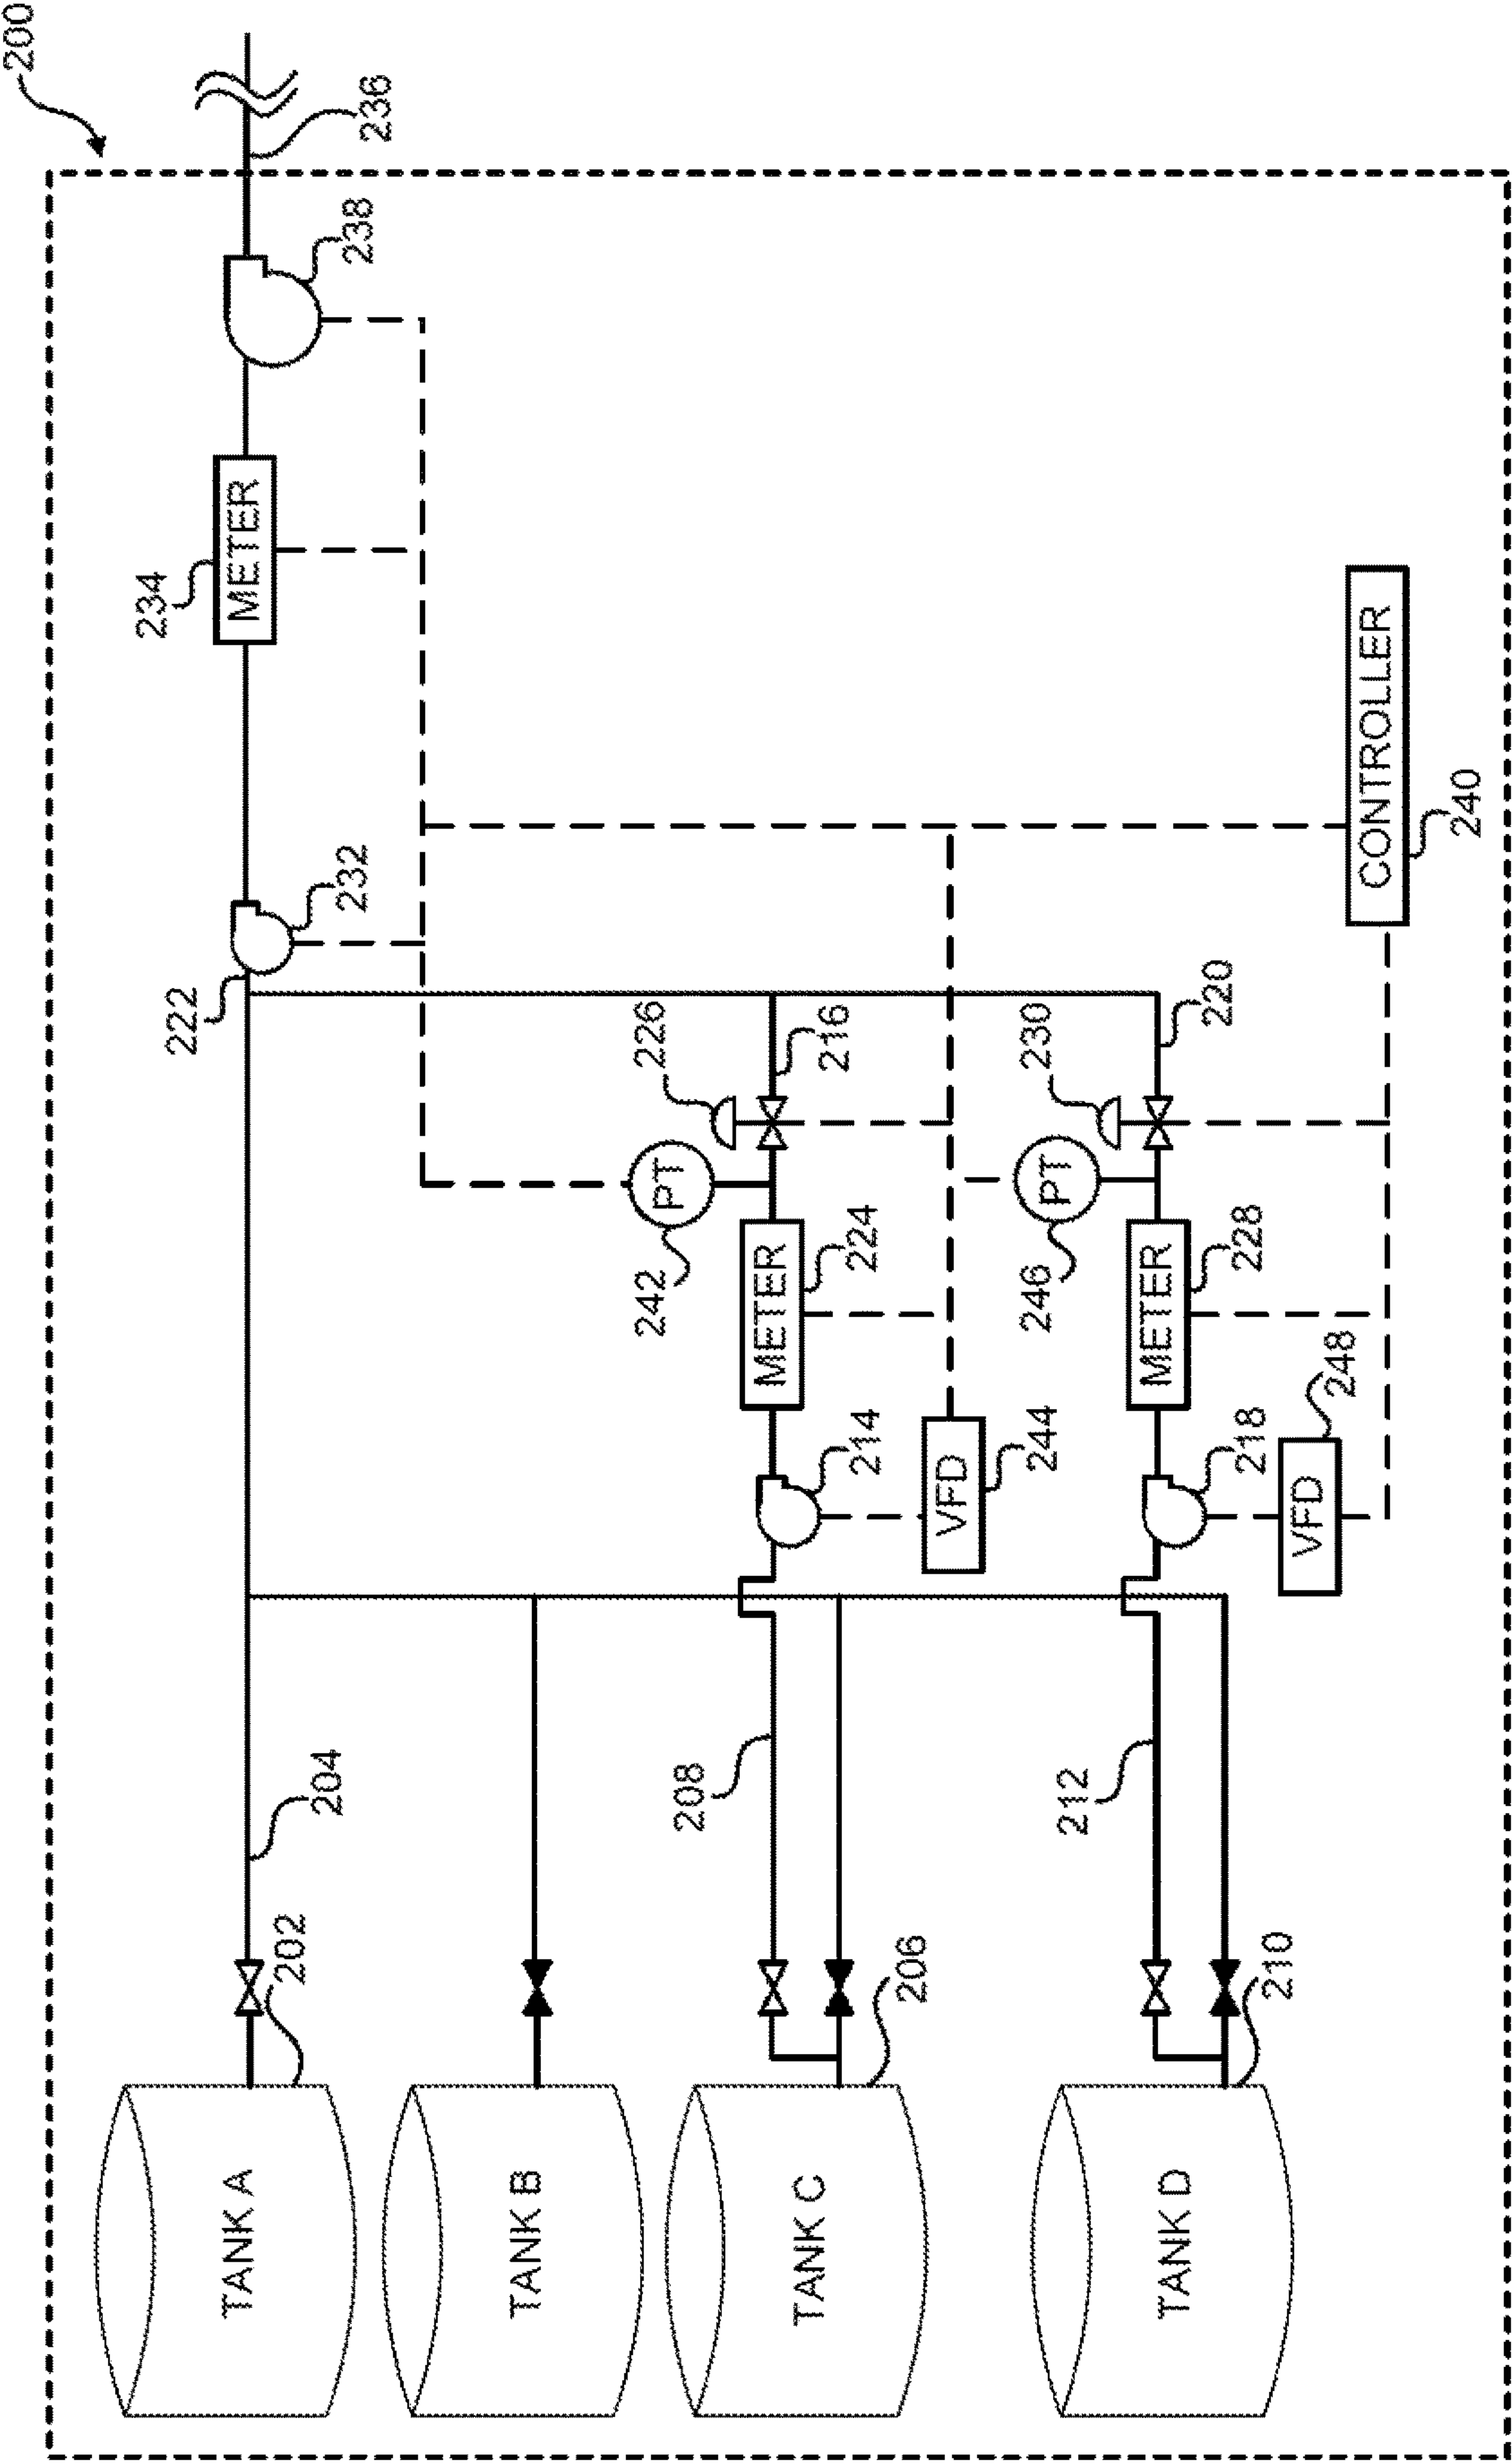 200
236
238
METER
234
232
222
TANK A
202
204
TANK B
TANK C
206
208
214
METER
224
PT
242
226
216
VFD
244
TANK D
210
212
218
METER
228
PT
246
230
220
VFD
248
CONTROLLER
240